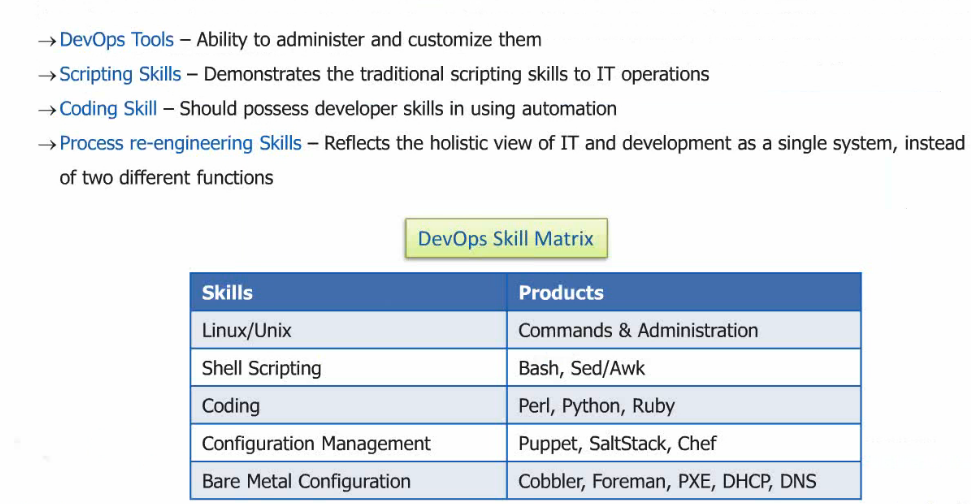 →DevOps Tools – Ability to administer and customize them
→Scripting Skills – Demonstrates the traditional scripting skills to IT operations
→Coding Skill – Should possess developer skills in using automation
→Process re-engineering Skills – Reflects the holistic view of IT and development as a single system, instead
of two different functions
DevOps Skill Matrix
Skills Products
Linux/Unix Commands & Administration
Shell Scripting Bash, Sed/Awk
Coding Perl, Python, Ruby
Configuration Management Puppet, SaltStack, Chef
Bare Metal Configuration Cobbler, Foreman, PXE, DHCP, DNS